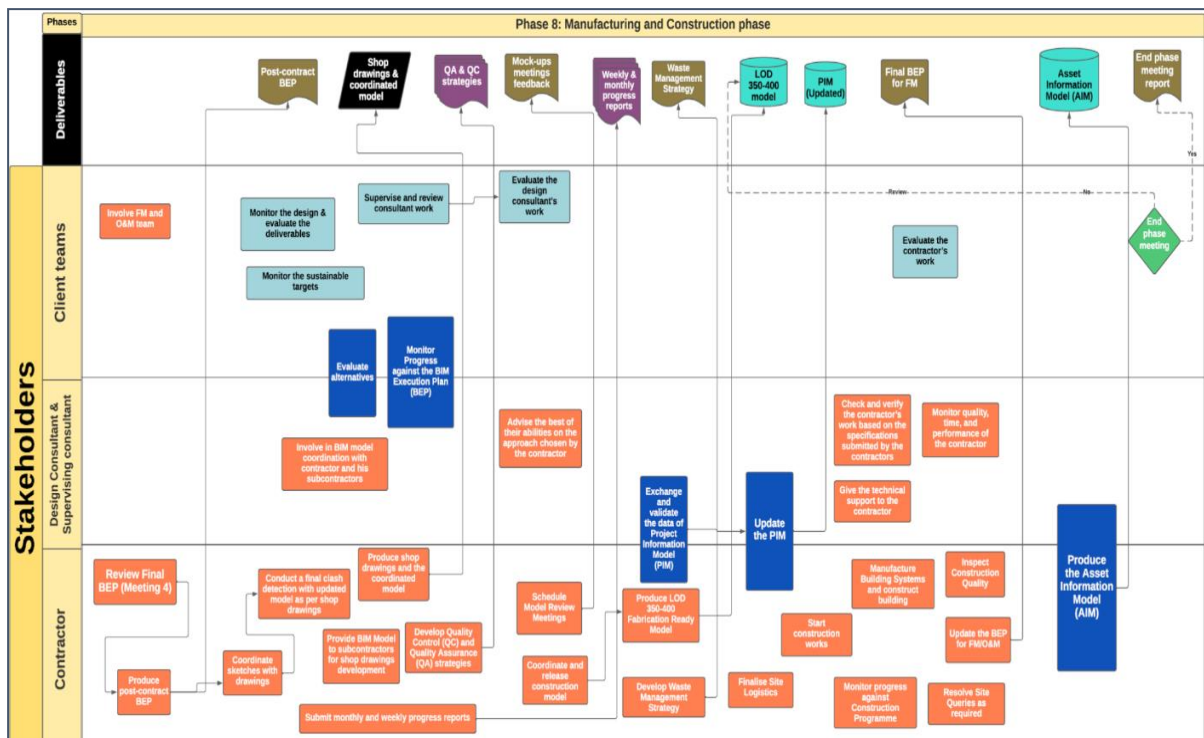 Phases
Phase 8: Manufacturing and Construction phase
Deliverables
Post-contract
BEP
Shop
drawings &
coordinated
model
QA & QC
strategies
Mock-ups
meetings
feedback
Weekly &
monthly
progress
reports
Waste
Management
Strategy
LOD
350-400
model
PIM
(Updated)
Final BEP
for FM
Asset
Information
Model (AIM)
End phase
meeting
report
Stakeholders
Client teams
Involve FM and
O&M team
Monitor the design &
evaluate the
deliverables
Supervise and review
consultant work
Evaluate the
design
consultant's
work
Monitor the sustainable
targets
Evaluate the
contractor's
work
Review
No
Yes
End
phase
meeting
Evaluate
alternatives
Monitor
Progress
against the BIM
Execution Plan
(BEP)
Design Consultant &
Supervising consultant
Involve in BIM model
coordination with
contractor and his
subcontractors
Advise the best of
their abilities on the
approach chosen by
the contractor
Check and verify
the contractor's
work based on the
specifications
submitted by the
contractors
Monitor quality,
time, and
performance of
the contractor
Give the technical
support to the
contractor
Exchange
and
validate
the data of
Project
Information
Model
(PIM)
Update
the PIM
Contractor
Review Final
BEP (Meeting 4)
Produce
post-contract
BEP
Coordinate
sketches with
drawings
Conduct a final clash
detection with updated
model as per shop
drawings
Produce shop
drawings and the
coordinated
model
Provide BIM Model
to subcontractors
for shop drawings
development
Develop Quality
Control (QC) and
Quality Assurance
(QA) strategies
Submit monthly and weekly progress reports
Schedule
Model Review
Meetings
Coordinate and
release construction
model
Produce LOD
350-400
Fabrication Ready
Model
Develop Waste
Management
Strategy
Finalise Site
Logistics
Start
construction
works
Manufacture
Building Systems
and construct
building
Inspect
Construction
Quality
Update the BEP
for FM/O&M
Monitor progress
against
Construction
Programme
Resolve Site
Queries as
required
Produce
the Asset
Information
Model
(AIM)